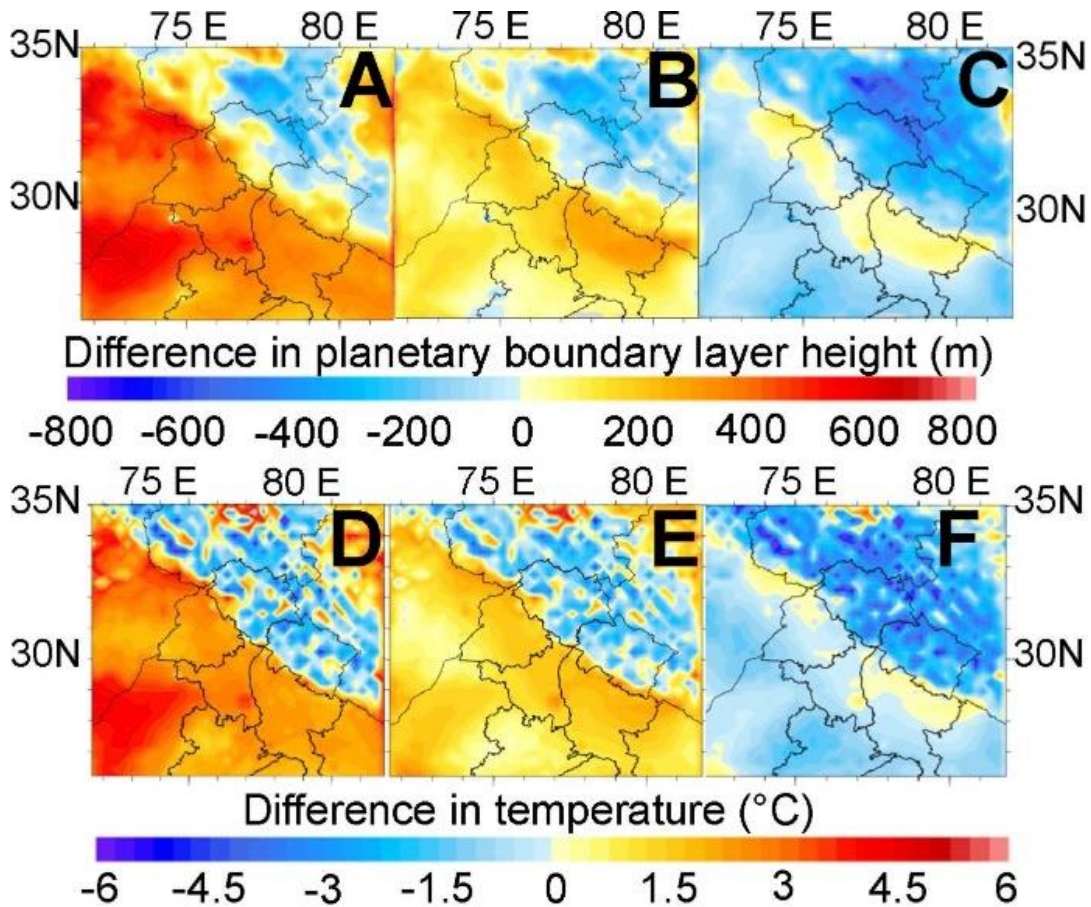 75 E 80 E 75 E 80 E 75 E 80 E
35N 35N
A B C
30N 30N
Difference in planetary boundary layer height (m)
-800 -600 -400 -200 0 200 400 600 800
75 E 80 E 75 E 80 E 75 E 80 E
35N 35N
D E F
30N 30N
Difference in temperature (°C)
-6 -4.5 -3 -1.5 0 1.5 3 4.5 6